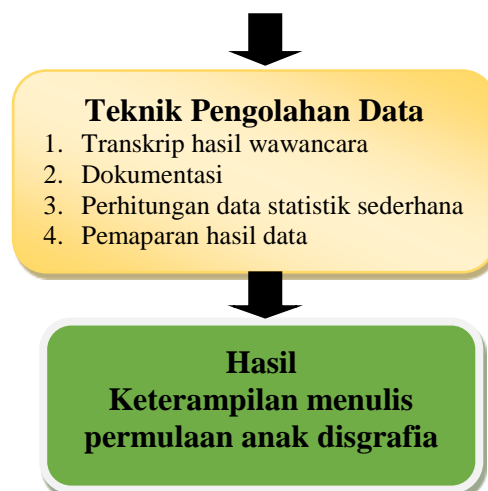 Teknik Pengolahan Data
1. Transkrip hasil wawancara
2. Dokumentasi
3. Perhitungan data statistik sederhana
4. Pemaparan hasil data
Hasil
Keterampilan menulis
permulaan anak disgrafia